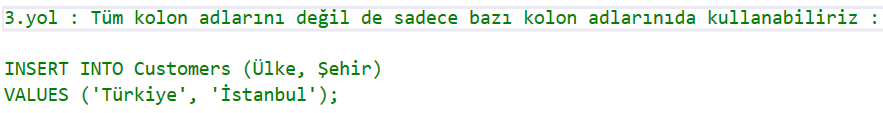 3.yol : Tüm kolon adlarını değil de sadece bazı kolon adlarınıda kullanabiliriz :
INSERT INTO Customers (Ülke, Şehir)
VALUES ('Türkiye', 'İstanbul');